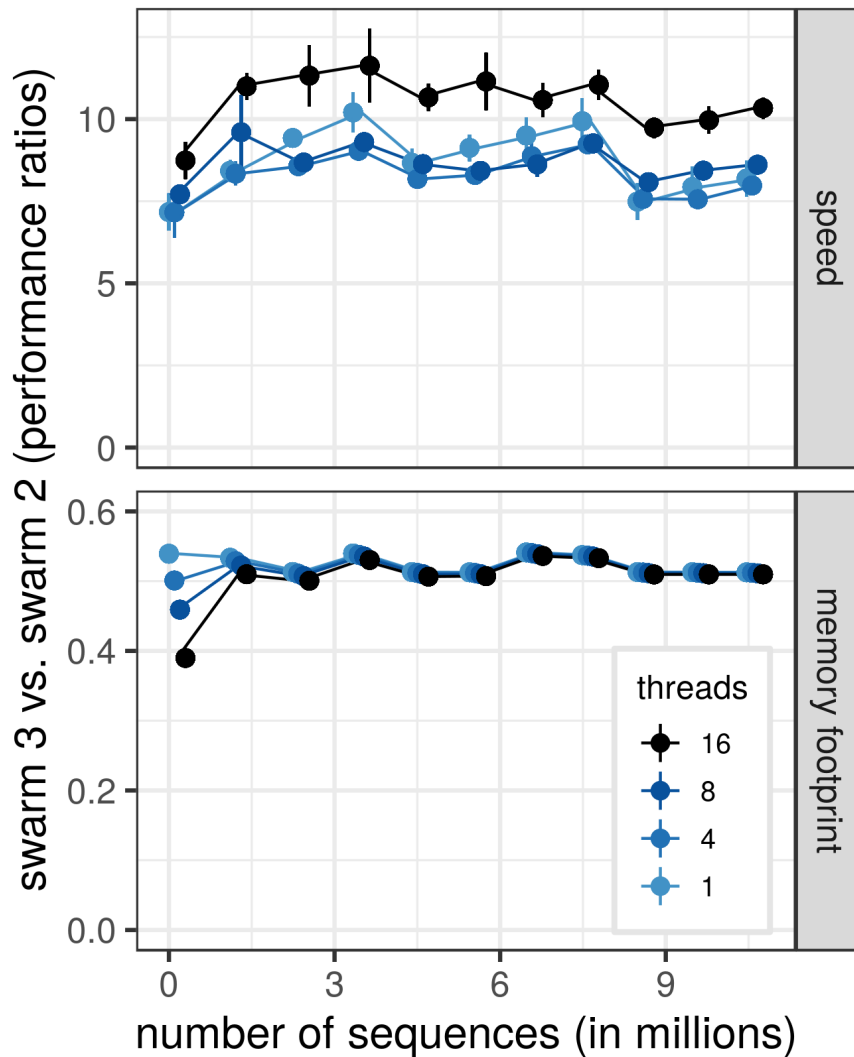 swarm 3 vs. swarm 2 (performance ratios)
10
5
0
speed
0.6
0.4
0.2
0.0
memory footprint
threads
16
8
4
1
0 3 6 9
number of sequences (in millions)